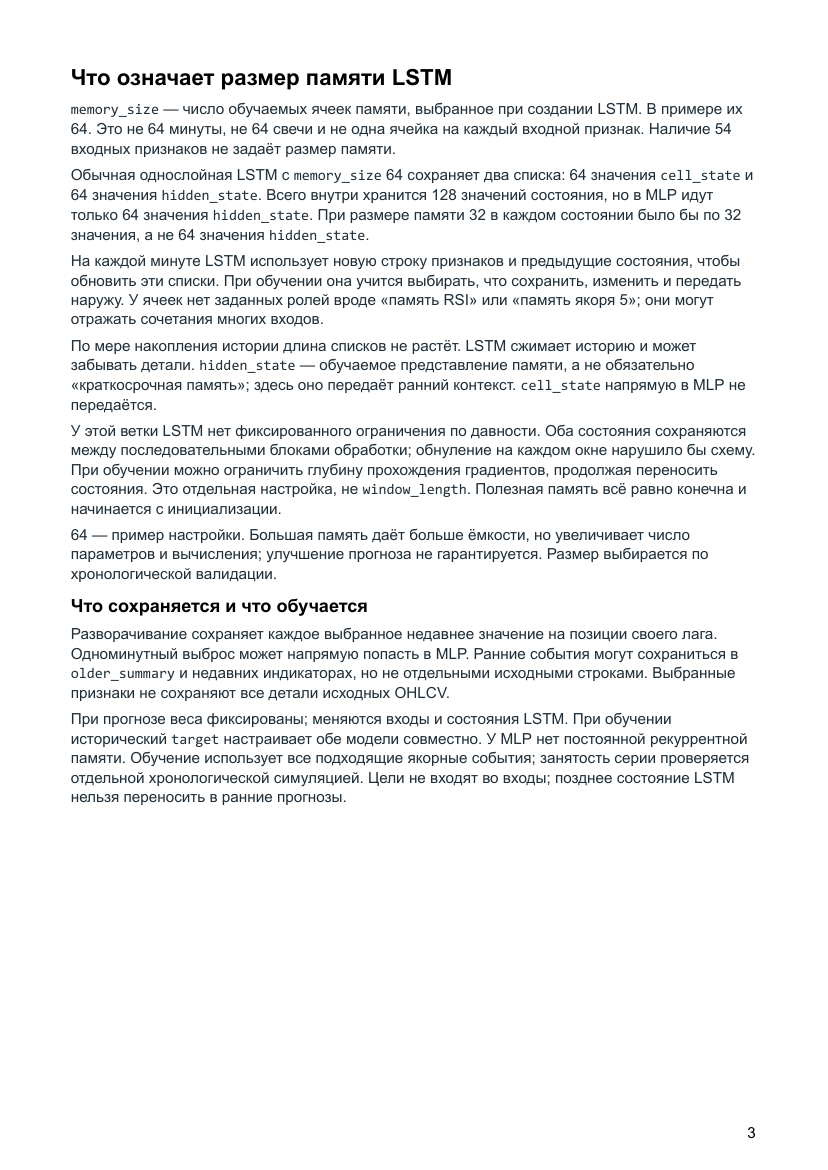 Что означает размер памяти LSTM
memory_size — число обучаемых ячеек памяти, выбранное при создании LSTM. В примере их
64. Это не 64 минуты, не 64 свечи и не одна ячейка на каждый входной признак. Наличие 54
входных признаков не задаёт размер памяти.
Обычная однослойная LSTM с memory_size 64 сохраняет два списка: 64 значения cell_state и
64 значения hidden_state. Всего внутри хранится 128 значений состояния, но в MLP идут
только 64 значения hidden_state. При размере памяти 32 в каждом состоянии было бы по 32
значения, а не 64 значения hidden_state.
На каждой минуте LSTM использует новую строку признаков и предыдущие состояния, чтобы
обновить эти списки. При обучении она учится выбирать, что сохранить, изменить и передать
наружу. У ячеек нет заданных ролей вроде «память RSI» или «память якоря 5»; они могут
отражать сочетания многих входов.
По мере накопления истории длина списков не растёт. LSTM сжимает историю и может
забывать детали. hidden_state — обучаемое представление памяти, а не обязательно
«краткосрочная память»; здесь оно передаёт ранний контекст. cell_state напрямую в MLP не
передаётся.
У этой ветки LSTM нет фиксированного ограничения по давности. Оба состояния сохраняются
между последовательными блоками обработки; обнуление на каждом окне нарушило бы схему.
При обучении можно ограничить глубину прохождения градиентов, продолжая переносить
состояния. Это отдельная настройка, не window_length. Полезная память всё равно конечна и
начинается с инициализации.
64 — пример настройки. Большая память даёт больше ёмкости, но увеличивает число
параметров и вычисления; улучшение прогноза не гарантируется. Размер выбирается по
хронологической валидации.
Что сохраняется и что обучается
Разворачивание сохраняет каждое выбранное недавнее значение на позиции своего лага.
Одноминутный выброс может напрямую попасть в MLP. Ранние события могут сохраниться в
older_summary и недавних индикаторах, но не отдельными исходными строками. Выбранные
признаки не сохраняют все детали исходных OHLCV.
При прогнозе веса фиксированы; меняются входы и состояния LSTM. При обучении
исторический target настраивает обе модели совместно. У MLP нет постоянной рекуррентной
памяти. Обучение использует все подходящие якорные события; занятость серии проверяется
отдельной хронологической симуляцией. Цели не входят во входы; позднее состояние LSTM
нельзя переносить в ранние прогнозы.
3